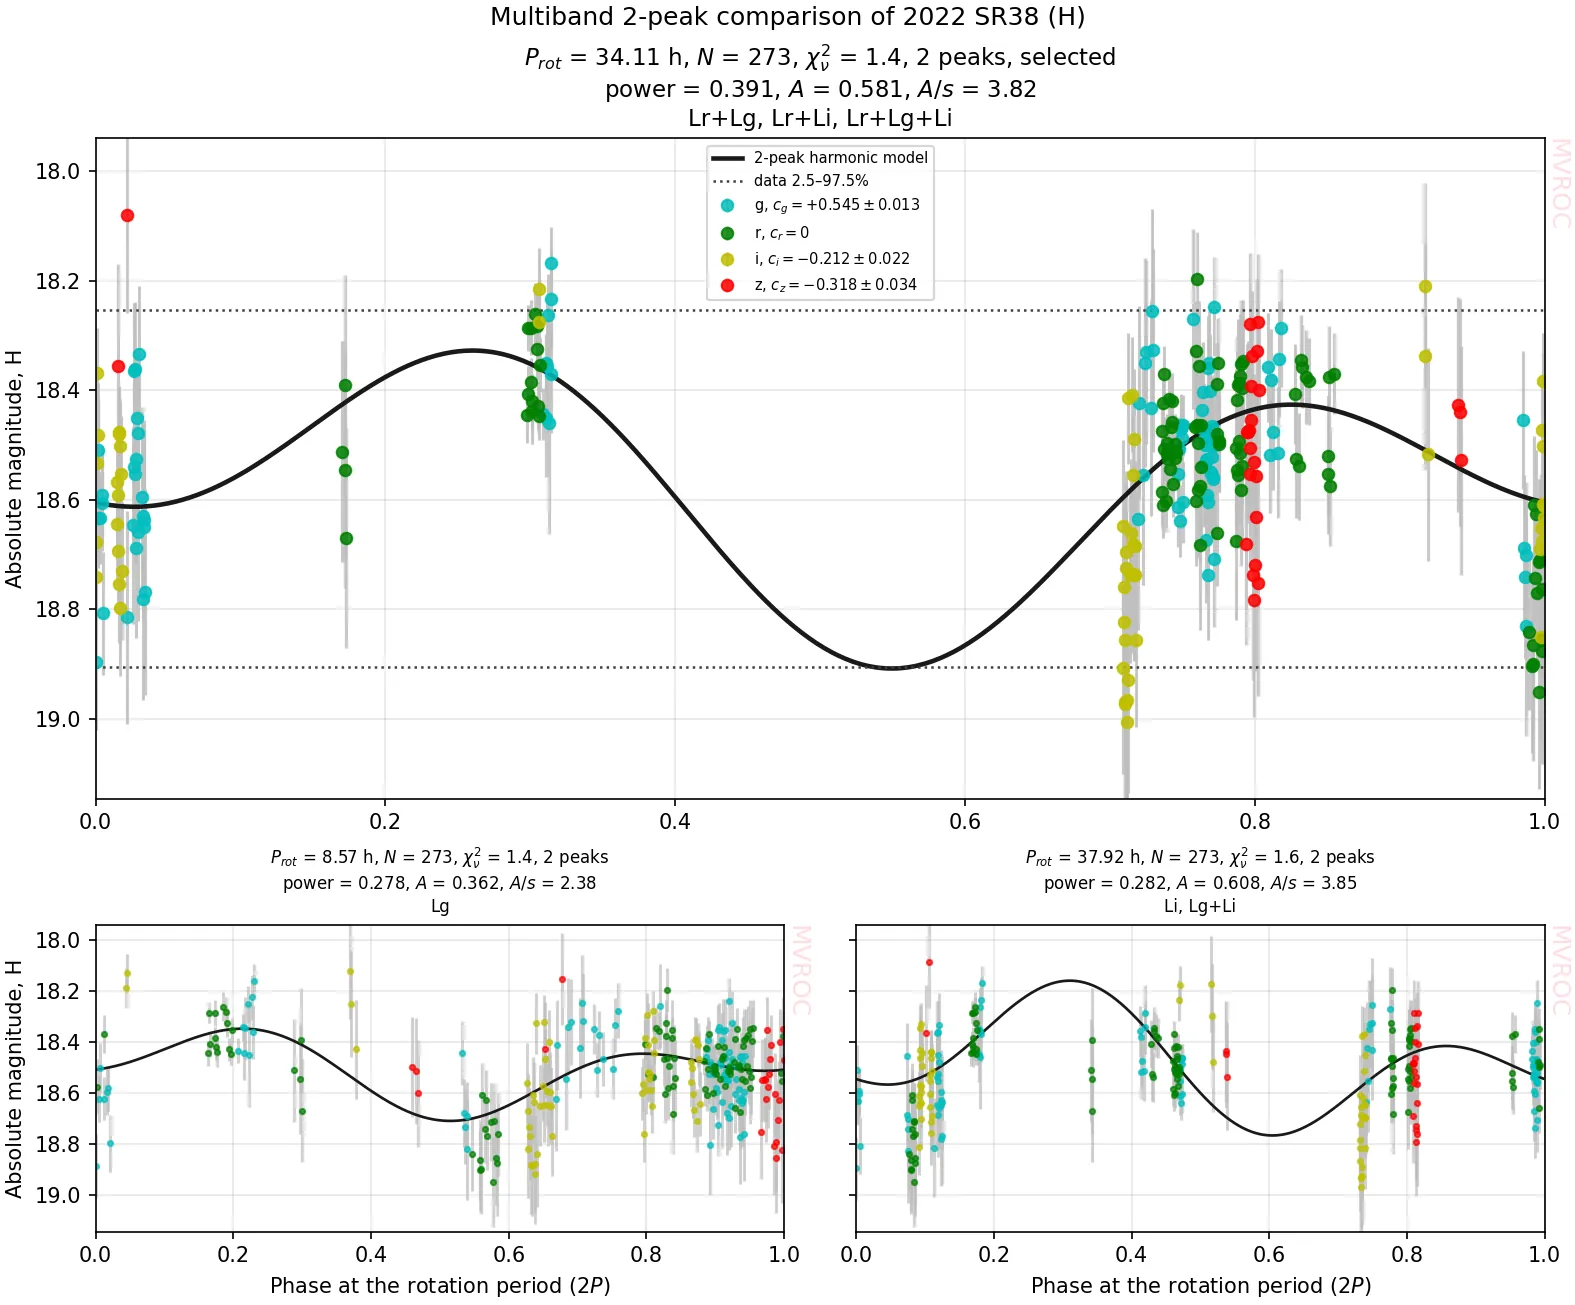 Multiband 2-peak comparison of 2022 SR38 (H)
P_rot = 34.11 h, N = 273, χ²_ν = 1.4, 2 peaks, selected
power = 0.391, A = 0.581, A/s = 3.82
Lr+Lg, Lr+Li, Lr+Lg+Li
2-peak harmonic model
data 2.5–97.5%
g, c_g = +0.545 ± 0.013
r, c_r = 0
i, c_i = −0.212 ± 0.022
z, c_z = −0.318 ± 0.034
MVROC
Absolute magnitude, H
18.0
18.2
18.4
18.6
18.8
19.0
0.0 0.2 0.4 0.6 0.8 1.0
P_rot = 8.57 h, N = 273, χ²_ν = 1.4, 2 peaks
power = 0.278, A = 0.362, A/s = 2.38
Lg
MVROC
Absolute magnitude, H
18.0
18.2
18.4
18.6
18.8
19.0
0.0 0.2 0.4 0.6 0.8 1.0
Phase at the rotation period (2P)
P_rot = 37.92 h, N = 273, χ²_ν = 1.6, 2 peaks
power = 0.282, A = 0.608, A/s = 3.85
Li, Lg+Li
MVROC
0.0 0.2 0.4 0.6 0.8 1.0
Phase at the rotation period (2P)